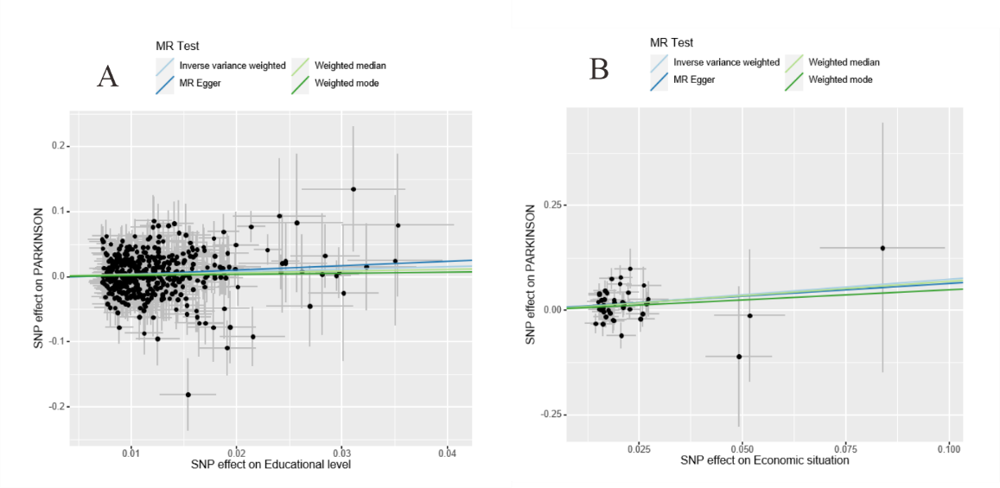 A
MR Test
Inverse variance weighted
Weighted median
MR Egger
Weighted mode
SNP effect on PARKINSON
0.2
0.1
0.0
-0.1
-0.2
0.01
0.02
0.03
0.04
SNP effect on Educational level
B
MR Test
Inverse variance weighted
Weighted median
MR Egger
Weighted mode
SNP effect on PARKINSON
0.25
0.00
-0.25
0.025
0.050
0.075
0.100
SNP effect on Economic situation